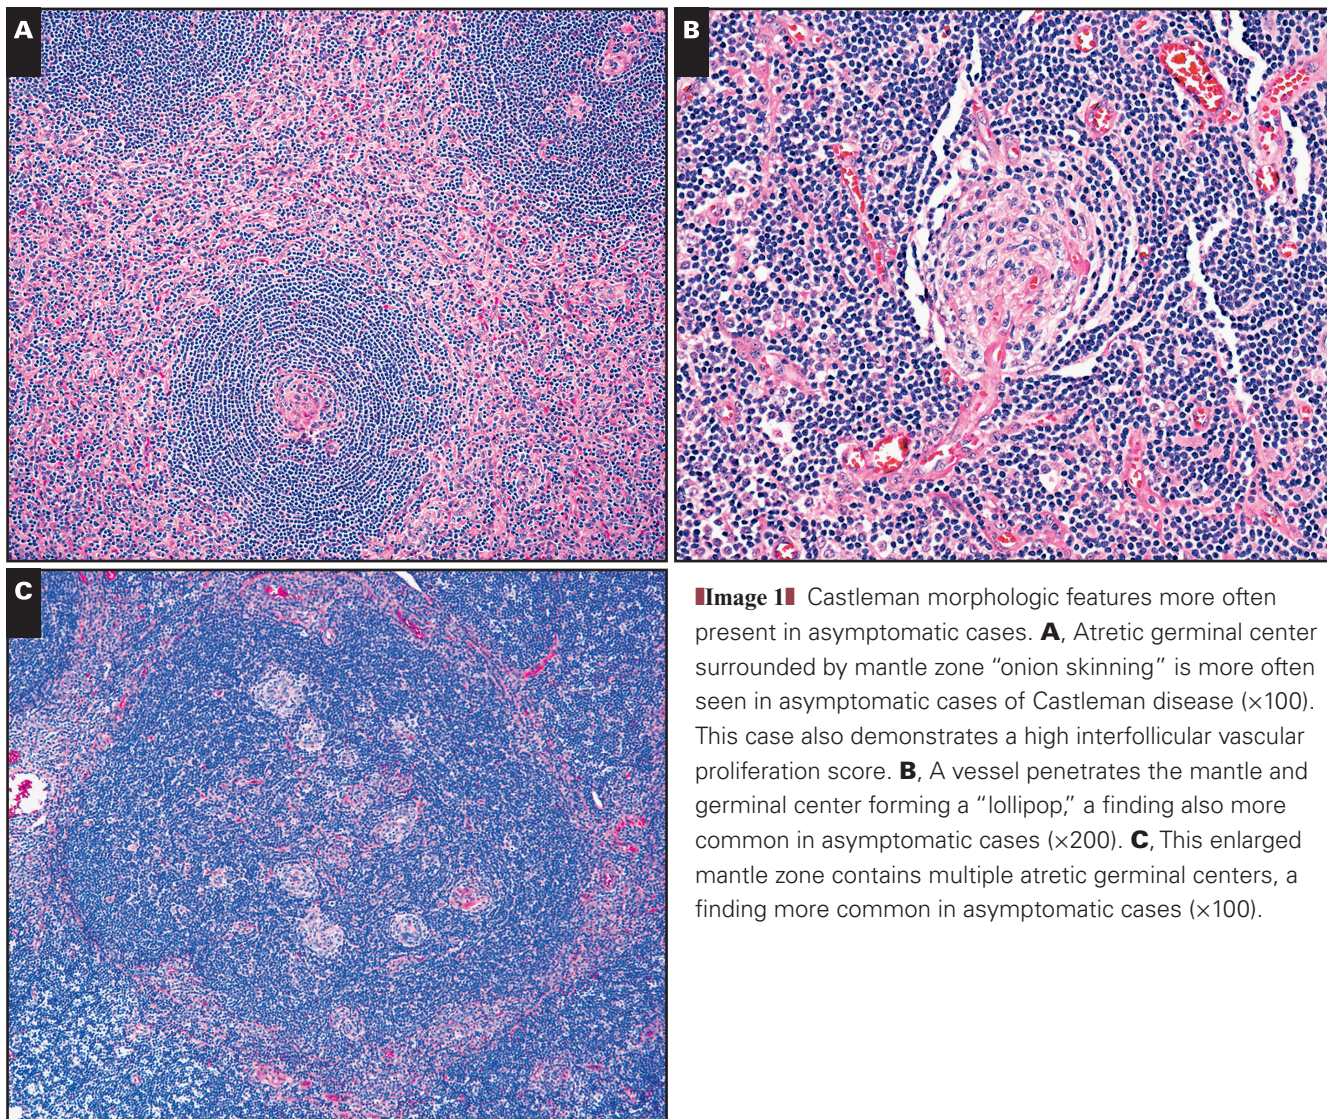 A
B
C
Image 1 Castleman morphologic features more often
present in asymptomatic cases. A, Atretic germinal center
surrounded by mantle zone “onion skinning” is more often
seen in asymptomatic cases of Castleman disease (×100).
This case also demonstrates a high interfollicular vascular
proliferation score. B, A vessel penetrates the mantle and
germinal center forming a “lollipop,” a finding also more
common in asymptomatic cases (×200). C, This enlarged
mantle zone contains multiple atretic germinal centers, a
finding more common in asymptomatic cases (×100).